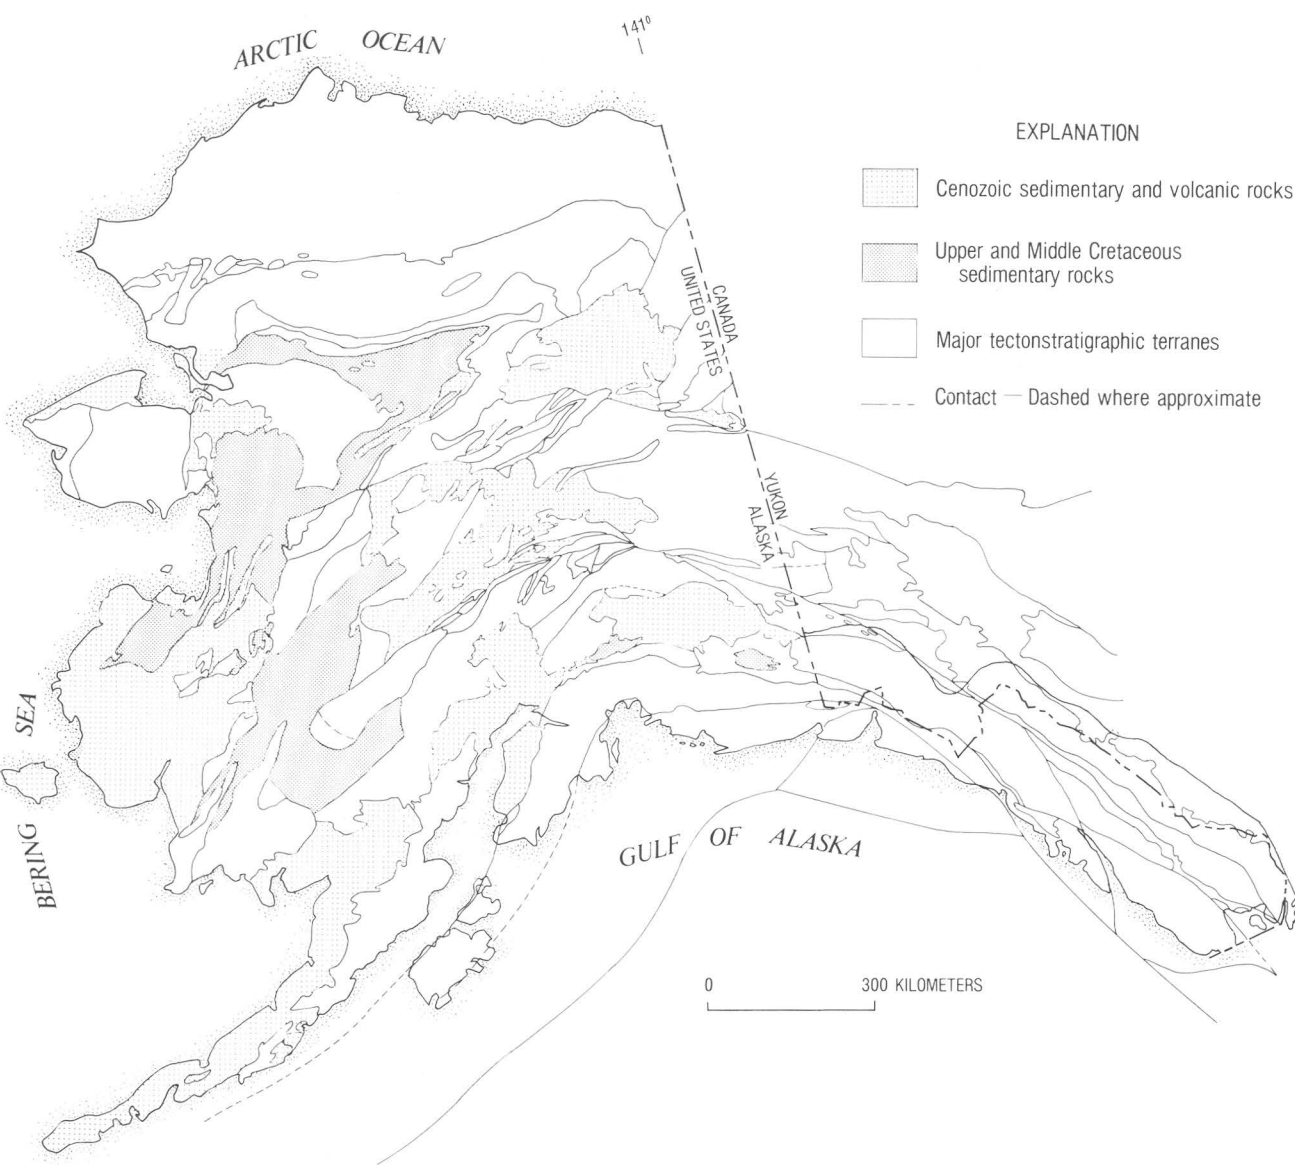 141°
ARCTIC OCEAN
EXPLANATION
Cenozoic sedimentary and volcanic rocks
Upper and Middle Cretaceous
sedimentary rocks
Major tectonstratigraphic terranes
Contact — Dashed where approximate
CANADA
UNITED STATES
YUKON
ALASKA
BERING SEA
GULF OF ALASKA
0 300 KILOMETERS